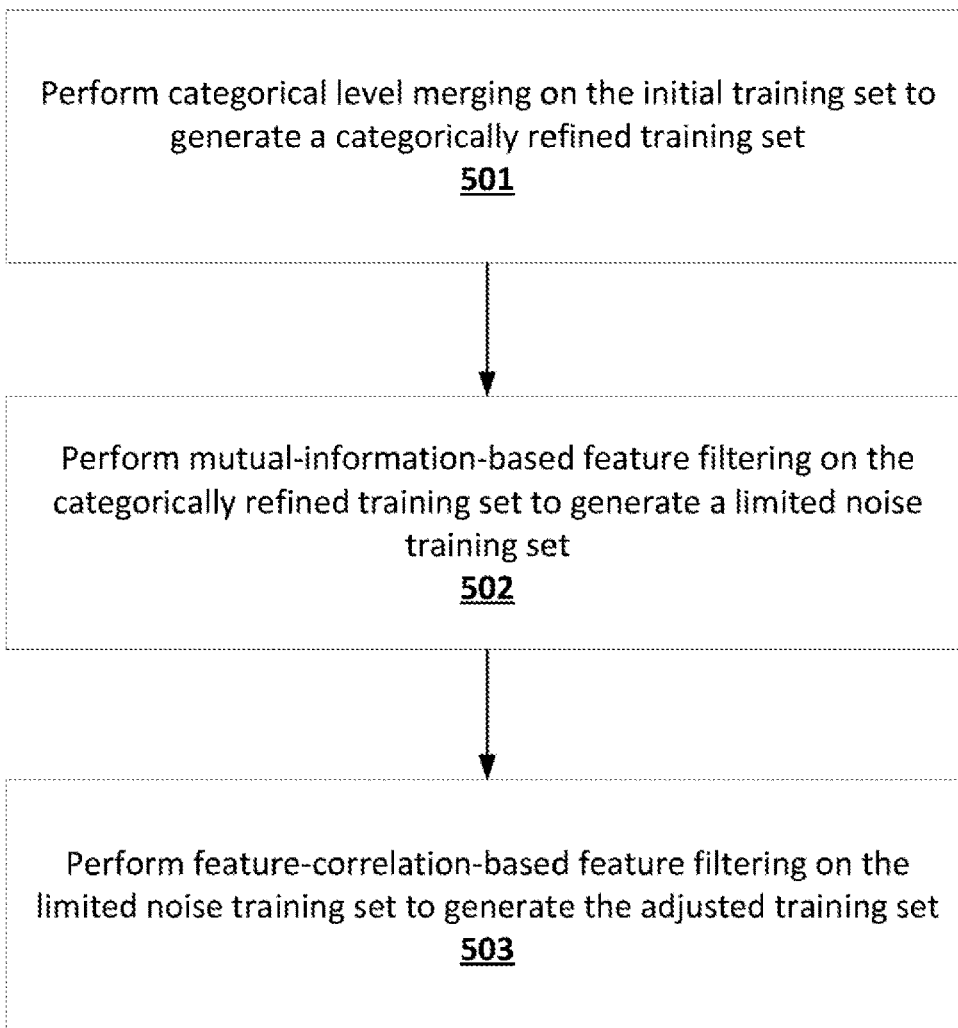 Perform categorical level merging on the initial training set to
generate a categorically refined training set
501
Perform mutual-information-based feature filtering on the
categorically refined training set to generate a limited noise
training set
502
Perform feature-correlation-based feature filtering on the
limited noise training set to generate the adjusted training set
503